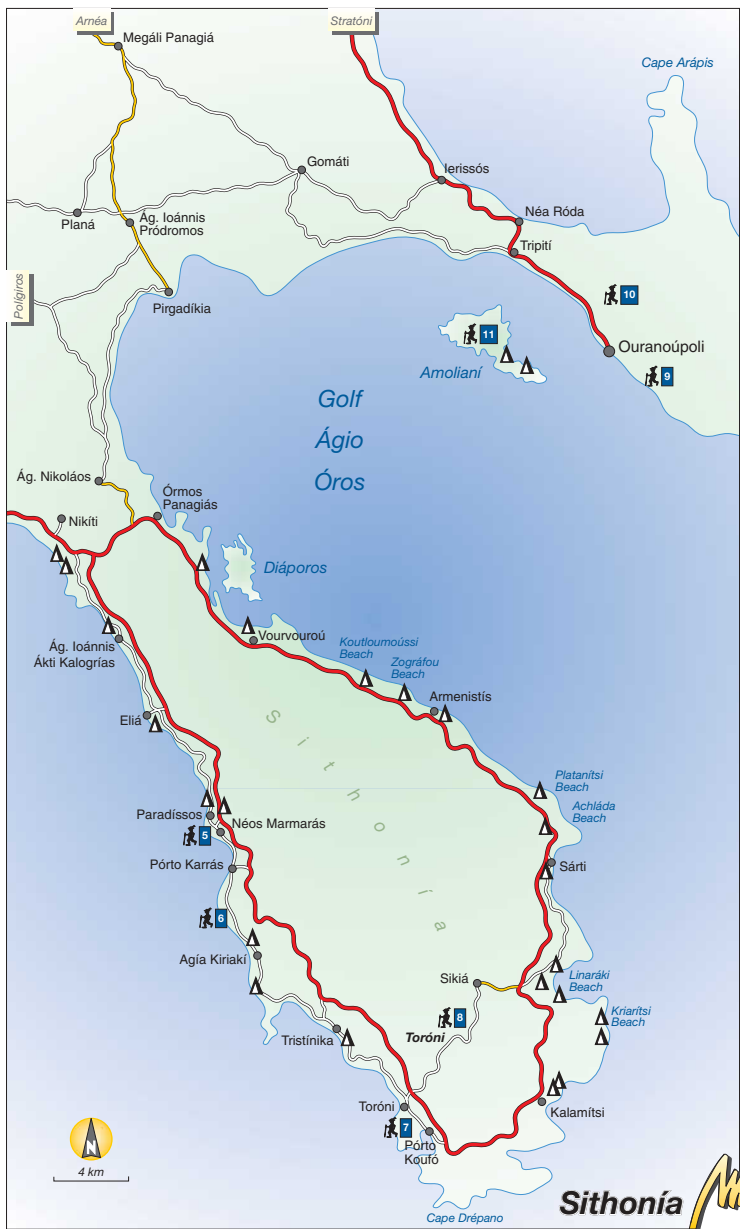 Arnéa
Stratóni
Megáli Panagiá
Cape Arápis
Gomáti
Ierissós
Planá
Ág. Ioánnis
Pródromos
Néa Róda
Tripití
Polígiros
Pirgadíkia
10
11
Ouranoúpoli
Amolianí
9
Golf
Ágio
Óros
Ág. Nikoláos
Órmos
Panagiás
Nikíti
Diáporos
Vourvouroú
Koutloumoússi
Beach
Zográfou
Beach
Ág. Ioánnis
Ákti Kalogrías
Armenistís
Eliá
Sithonía
Platanítsi
Beach
Achláda
Beach
Paradíssos
Néos Marmarás
5
Pórto Karrás
Sárti
6
Agía Kiriakí
Sikiá
Linaráki
Beach
Kriarítsi
Beach
8
Toróni
Tristínika
Toróni
Kalamítsi
7
Pórto
Koufó
N
4 km
Sithonía
Cape Drépano